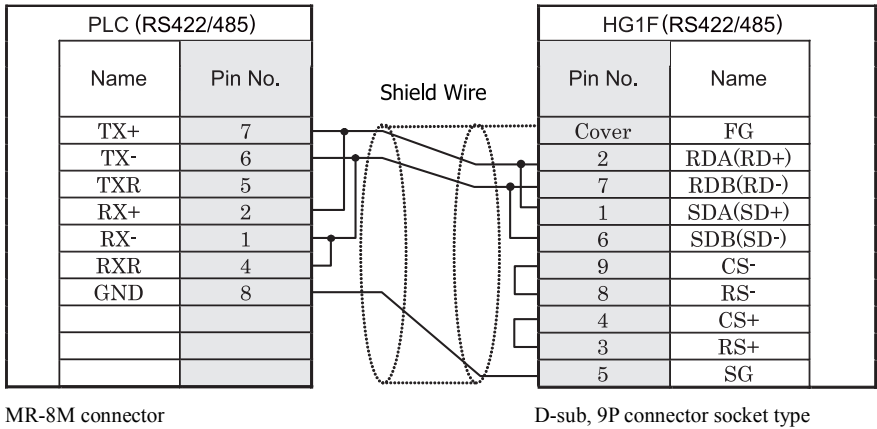 PLC (RS422/485) HG1F(RS422/485)
Name Pin No. Pin No. Name
Shield Wire
TX+ 7 Cover FG
TX- 6 2 RDA(RD+)
TXR 5 7 RDB(RD-)
RX+ 2 1 SDA(SD+)
RX- 1 6 SDB(SD-)
RXR 4 9 CS-
GND 8 8 RS-
4 CS+
3 RS+
5 SG
MR-8M connector D-sub, 9P connector socket type